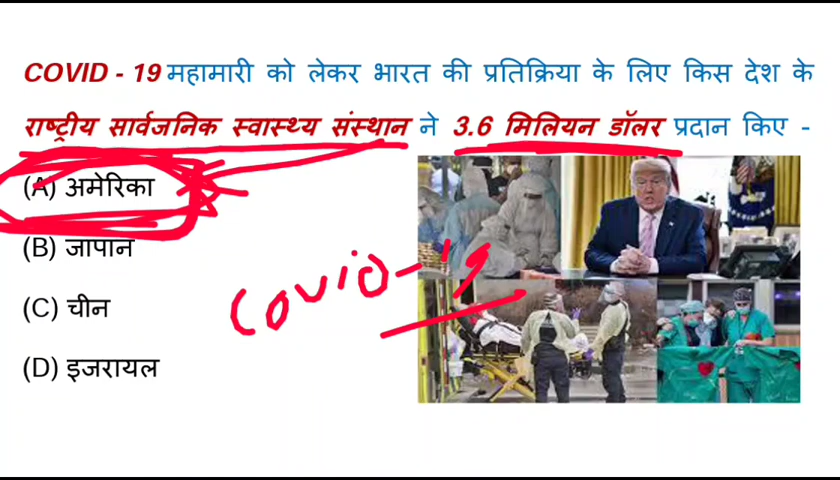 COVID - 19 महामारी को लेकर भारत की प्रतिक्रिया के लिए किस देश के
राष्ट्रीय सार्वजनिक स्वास्थ्य संस्थान ने 3.6 मिलियन डॉलर प्रदान किए -
(A) अमेरिका
(B) जापान
(C) चीन
(D) इजरायल
Covid-19